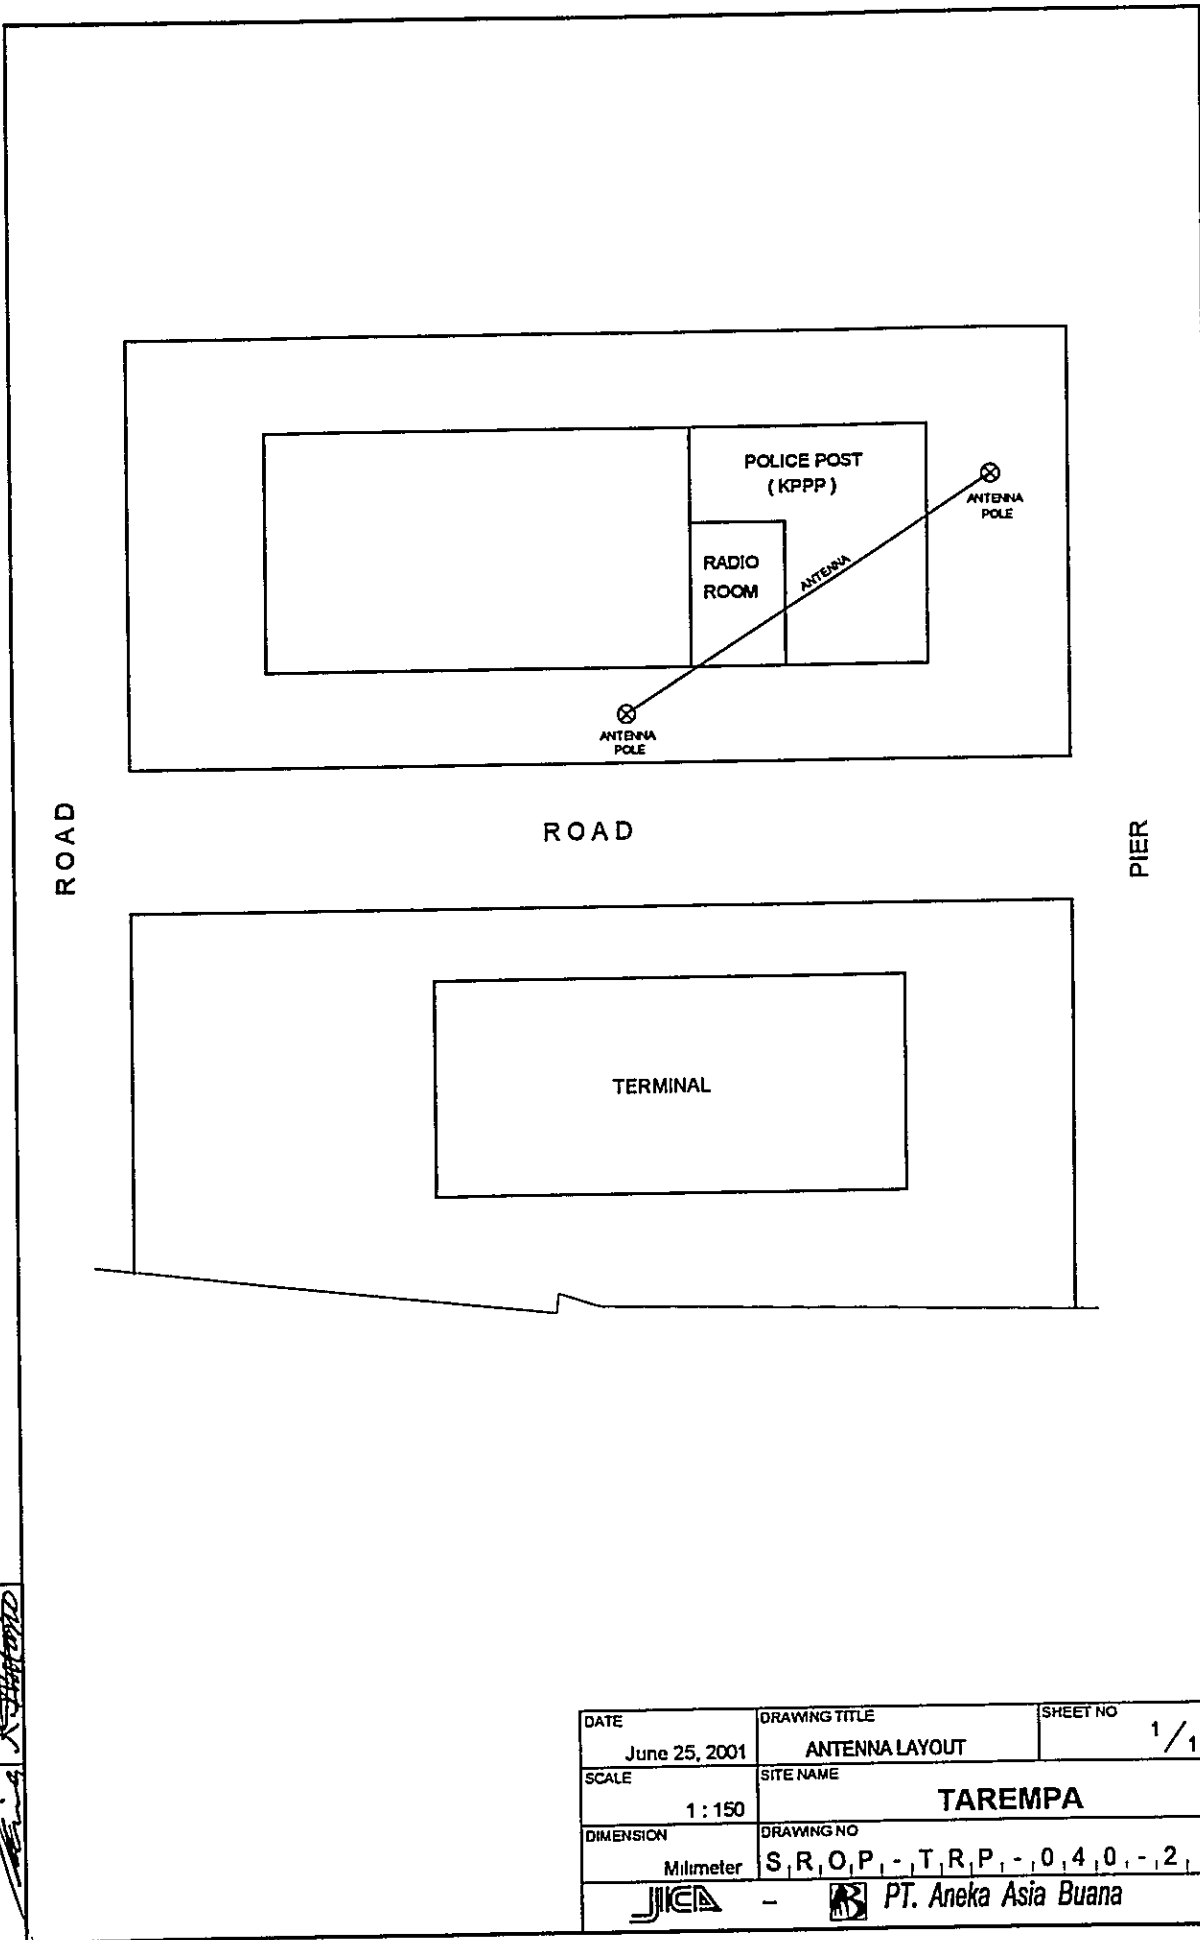 POLICE POST
( KPPP )
ANTENNA
POLE
RADIO
ROOM
ANTENNA
ANTENNA
POLE
ROAD
ROAD
PIER
TERMINAL
DATE
June 25, 2001
DRAWING TITLE
ANTENNA LAYOUT
SHEET NO
1/1
SCALE
1 : 150
SITE NAME
TAREMPA
DIMENSION
Milimeter
DRAWING NO
SROP-TRP-040-2
JICA - PT. Aneka Asia Buana